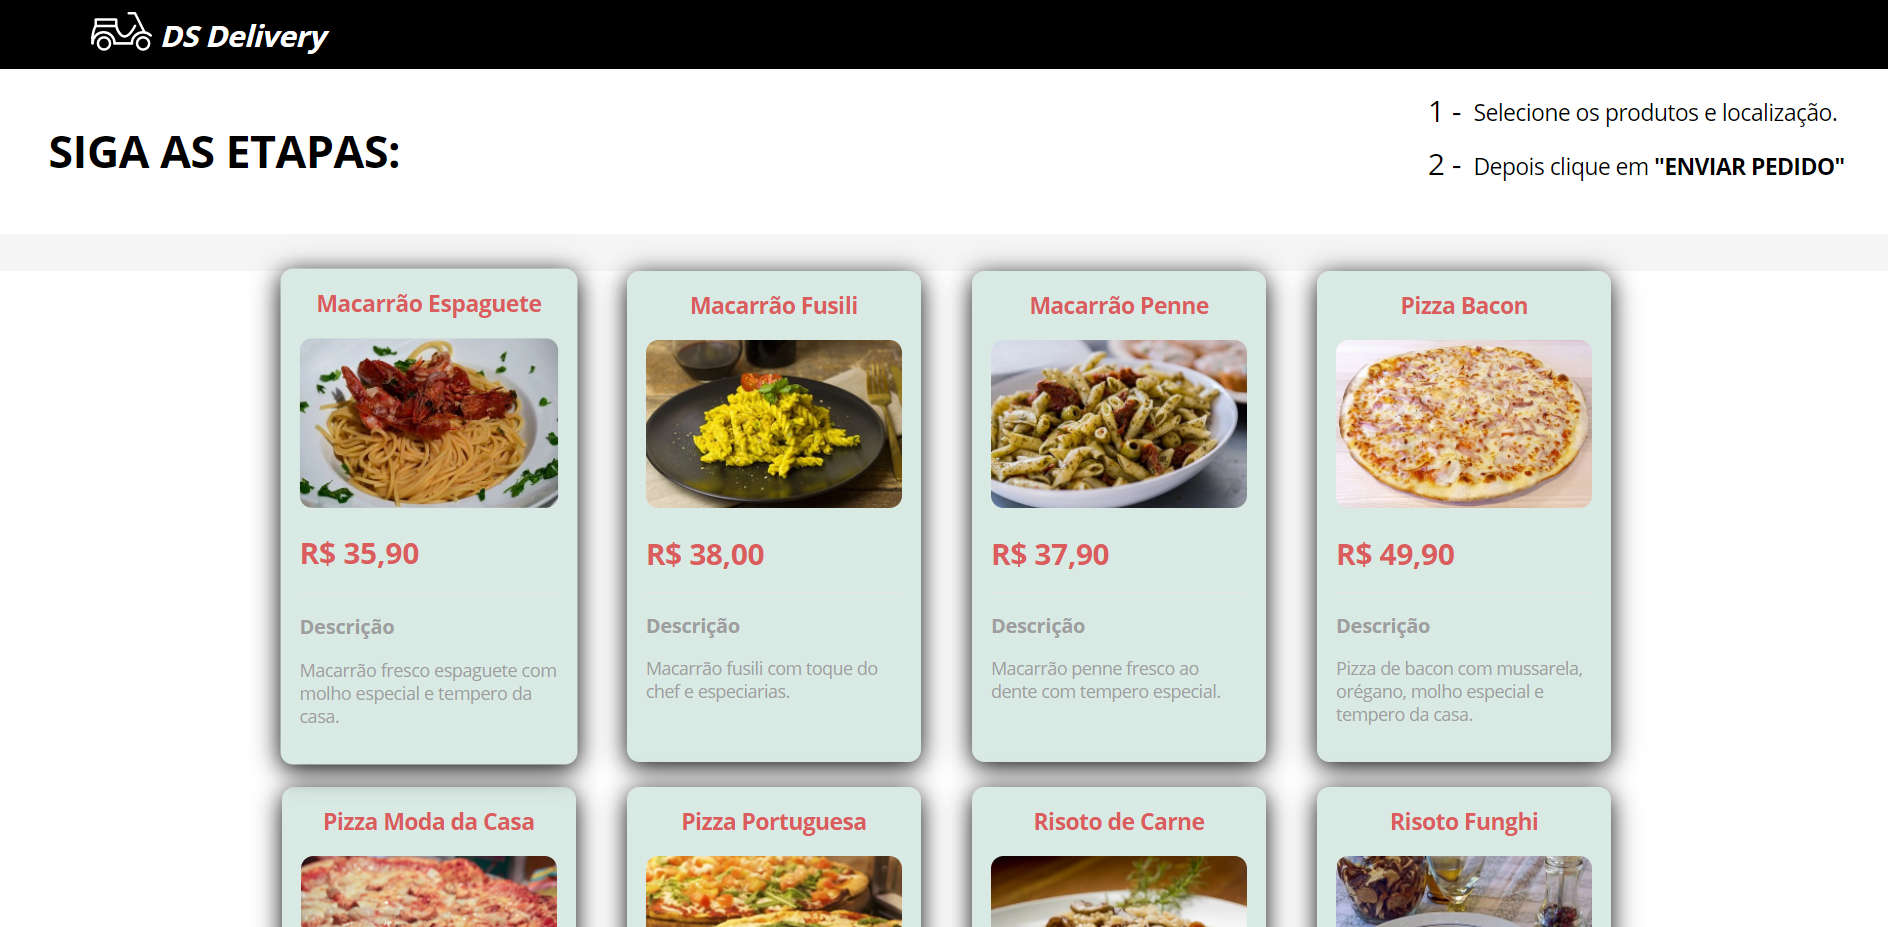 DS Delivery
SIGA AS ETAPAS:
1 - Selecione os produtos e localização.
2 - Depois clique em "ENVIAR PEDIDO"
Macarrão Espaguete
R$ 35,90
Descrição
Macarrão fresco espaguete com
molho especial e tempero da
casa.
Macarrão Fusili
R$ 38,00
Descrição
Macarrão fusili com toque do
chef e especiarias.
Macarrão Penne
R$ 37,90
Descrição
Macarrão penne fresco ao
dente com tempero especial.
Pizza Bacon
R$ 49,90
Descrição
Pizza de bacon com mussarela,
orégano, molho especial e
tempero da casa.
Pizza Moda da Casa
Pizza Portuguesa
Risoto de Carne
Risoto Funghi